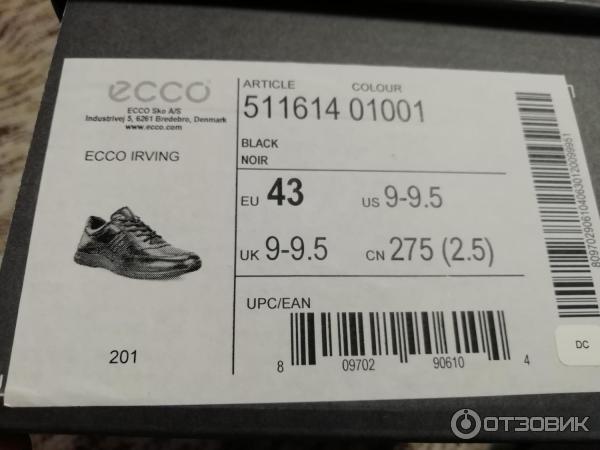 ecco
ECCO Sko A/S
Industrivej 5, 6261 Bredebro, Denmark
www.ecco.com
ECCO IRVING
201
ARTICLE COLOUR
511614 01001
BLACK
NOIR
EU 43 US 9-9.5
UK 9-9.5 CN 275 (2.5)
UPC/EAN
8 09702 90610 4
DC
ОТЗОВИК